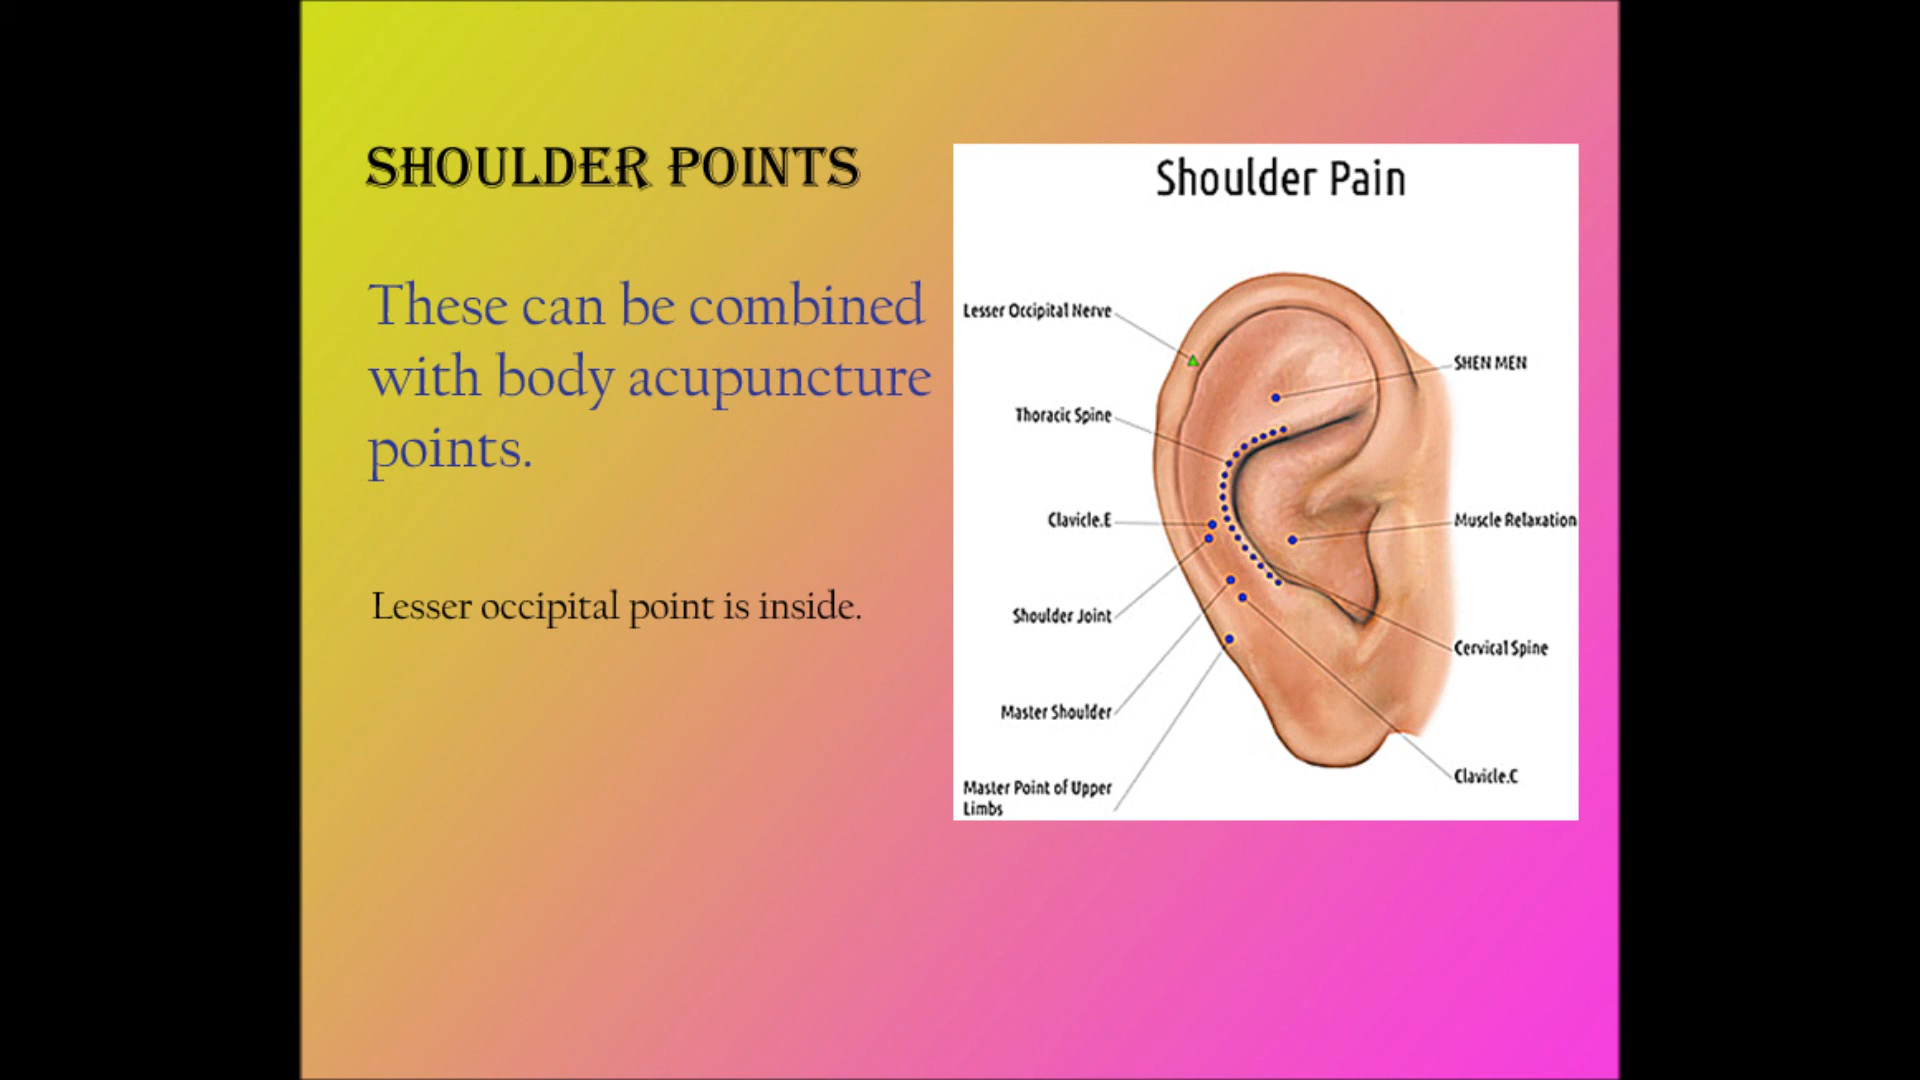 SHOULDER POINTS
These can be combined
with body acupuncture
points.
Lesser occipital point is inside.
Shoulder Pain
Lesser Occipital Nerve
SHEN MEN
Thoracic Spine
Clavicle.E
Muscle Relaxation
Shoulder Joint
Cervical Spine
Master Shoulder
Clavicle.C
Master Point of Upper
Limbs